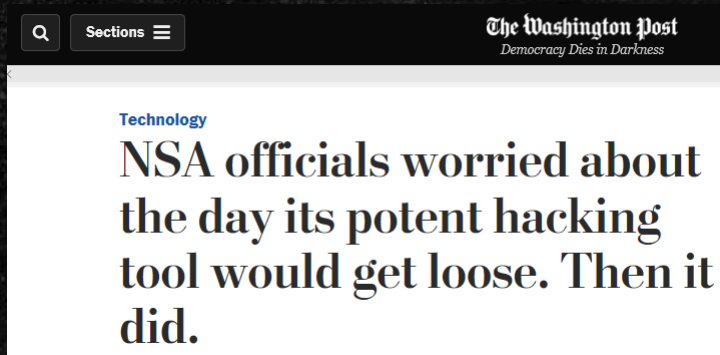 Sections
The Washington Post
Democracy Dies in Darkness
Technology
NSA officials worried about
the day its potent hacking
tool would get loose. Then it
did.